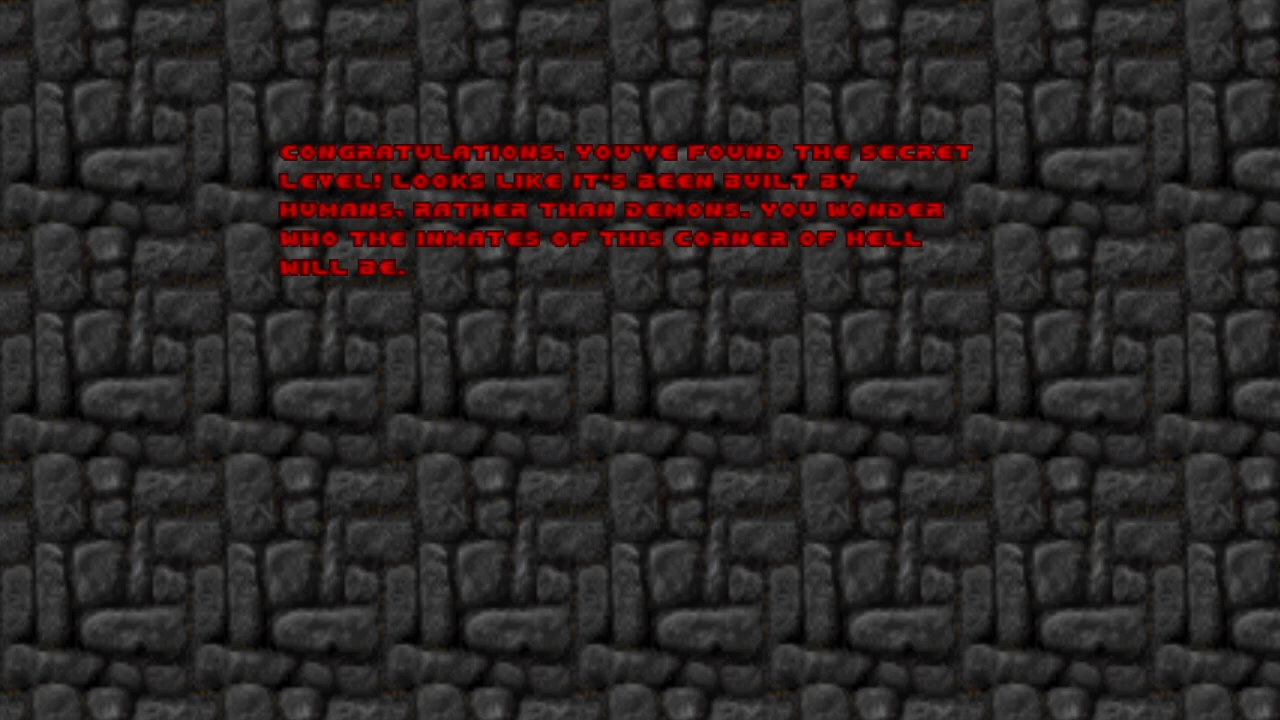 CONGRATULATIONS, YOU'VE FOUND THE SECRET
LEVEL! LOOKS LIKE IT'S BEEN BUILT BY
HUMANS, RATHER THAN DEMONS. YOU WONDER
WHO THE INMATES OF THIS CORNER OF HELL
WILL BE.